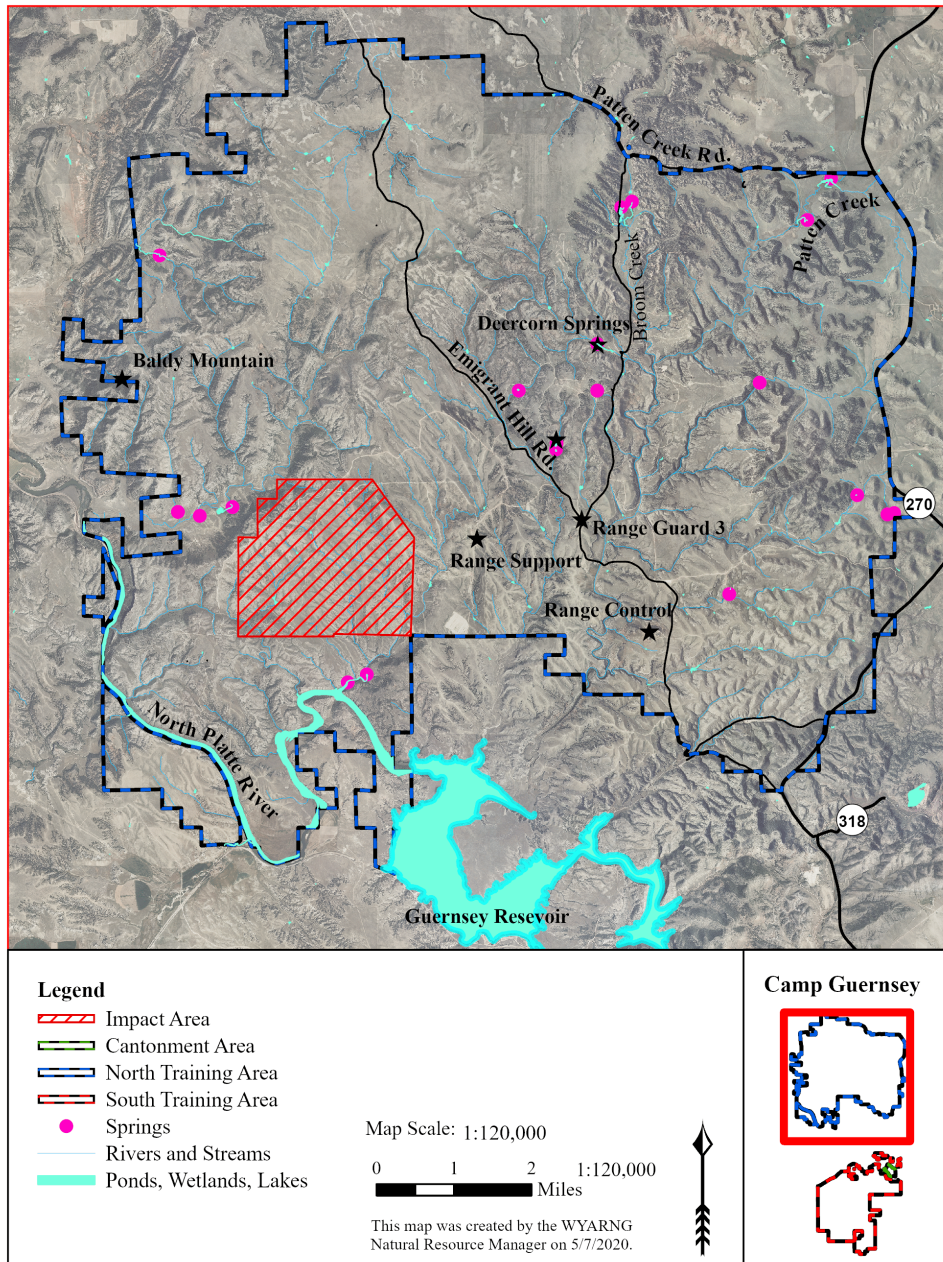 Patten Creek Rd.
Patten Creek
Broom Creek
Deercorn Springs
Emigrant Hill Rd.
Baldy Mountain
270
Range Guard 3
Range Support
Range Control
North Platte River
318
Guernsey Resevoir
Legend
Impact Area
Cantonment Area
North Training Area
South Training Area
Springs
Rivers and Streams
Ponds, Wetlands, Lakes
Map Scale: 1:120,000
0 1 2 1:120,000
Miles
This map was created by the WYARNG
Natural Resource Manager on 5/7/2020.
Camp Guernsey